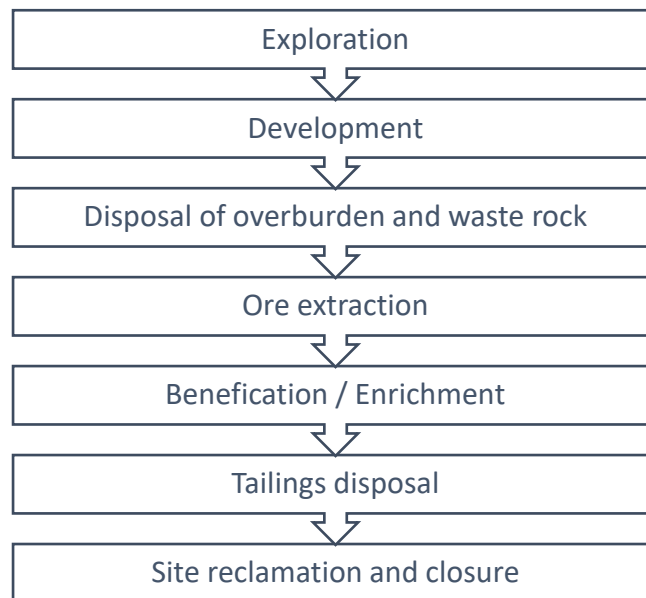 Exploration
Development
Disposal of overburden and waste rock
Ore extraction
Benefication / Enrichment
Tailings disposal
Site reclamation and closure